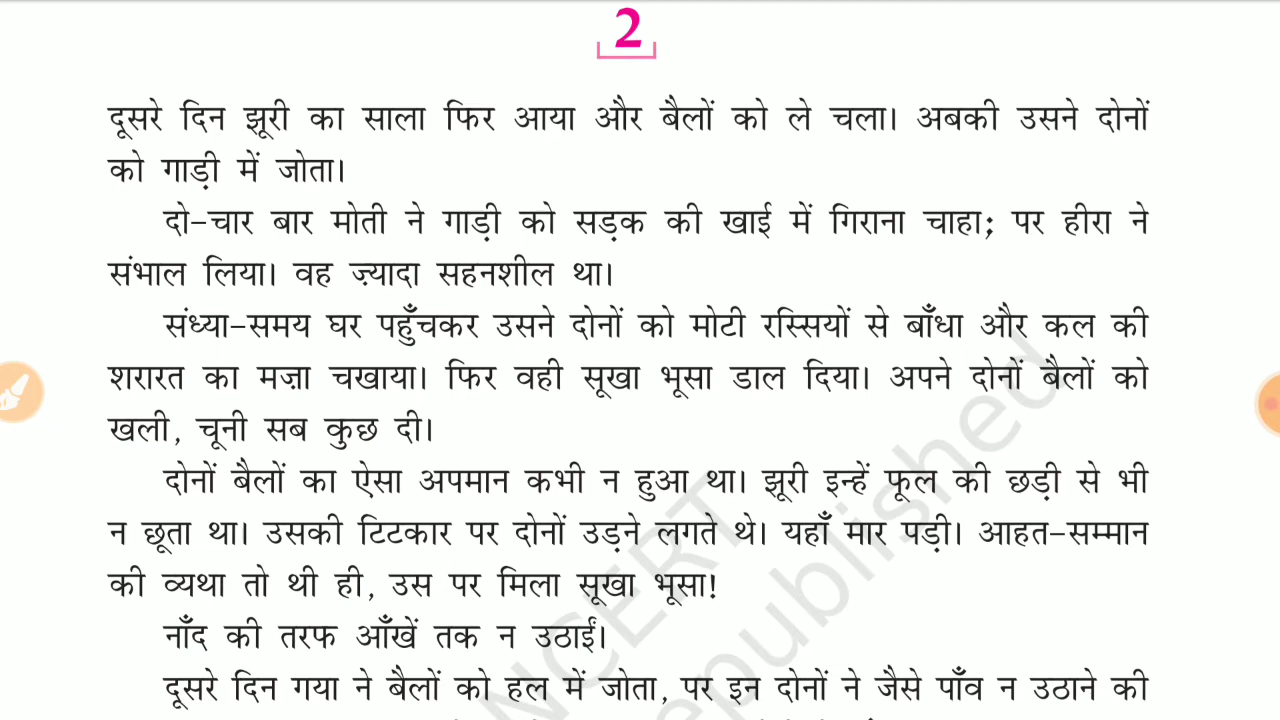 2
दूसरे दिन झूरी का साला फिर आया और बैलों को ले चला। अबकी उसने दोनों
को गाड़ी में जोता।
दो-चार बार मोती ने गाड़ी को सड़क की खाई में गिराना चाहा; पर हीरा ने
संभाल लिया। वह ज़्यादा सहनशील था।
संध्या-समय घर पहुँचकर उसने दोनों को मोटी रस्सियों से बाँधा और कल की
शरारत का मज़ा चखाया। फिर वही सूखा भूसा डाल दिया। अपने दोनों बैलों को
खली, चूनी सब कुछ दी।
दोनों बैलों का ऐसा अपमान कभी न हुआ था। झूरी इन्हें फूल की छड़ी से भी
न छूता था। उसकी टिटकार पर दोनों उड़ने लगते थे। यहाँ मार पड़ी। आहत-सम्मान
की व्यथा तो थी ही, उस पर मिला सूखा भूसा!
नाँद की तरफ आँखें तक न उठाईं।
दूसरे दिन गया ने बैलों को हल में जोता, पर इन दोनों ने जैसे पाँव न उठाने की
NCERT
republished